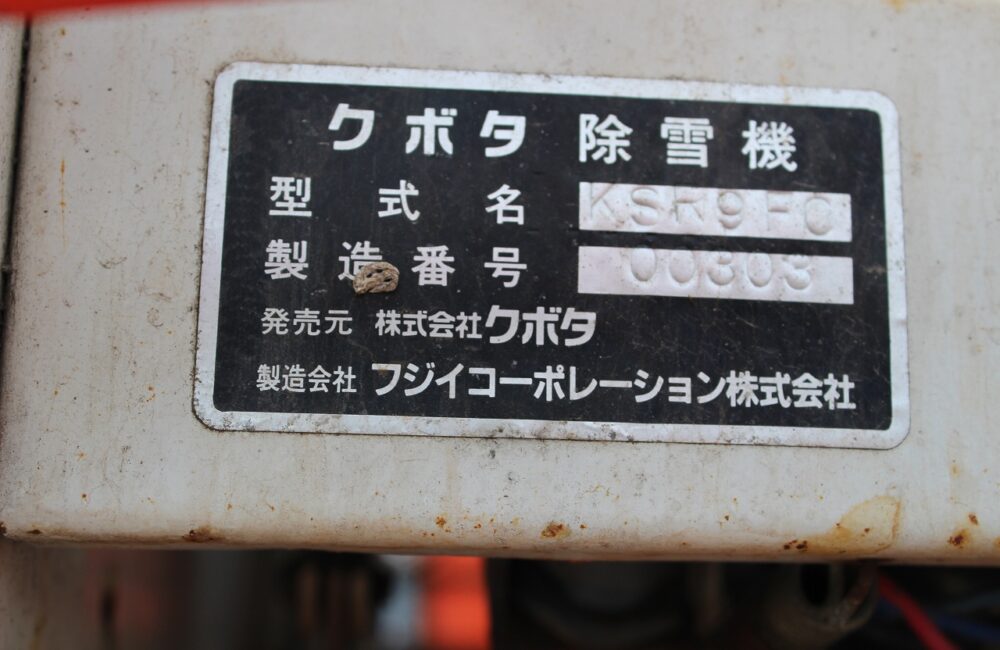 クボタ 除雪機
型式名 KSR9FC
製造番号 00303
発売元 株式会社クボタ
製造会社 フジイコーポレーション株式会社